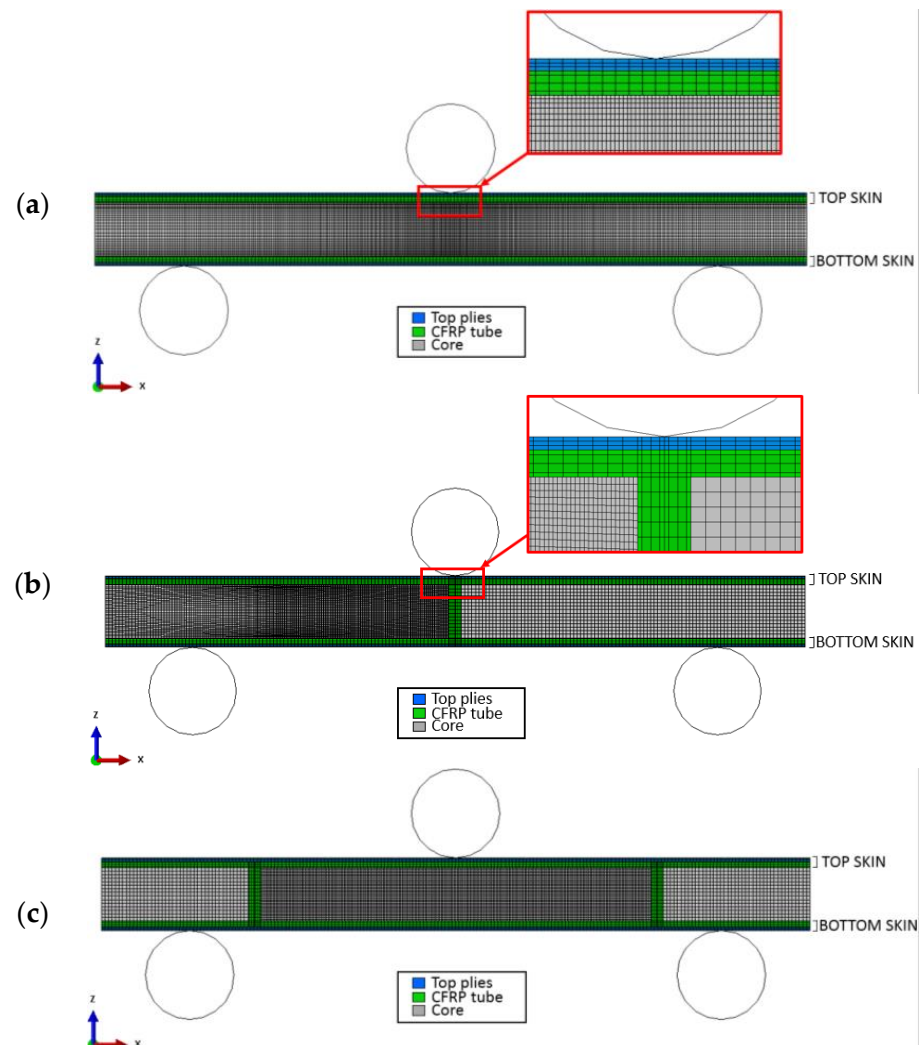 (a)
TOP SKIN
BOTTOM SKIN
Top plies
CFRP tube
Core
z
x
(b)
TOP SKIN
BOTTOM SKIN
Top plies
CFRP tube
Core
z
x
(c)
TOP SKIN
BOTTOM SKIN
Top plies
CFRP tube
Core
z
x